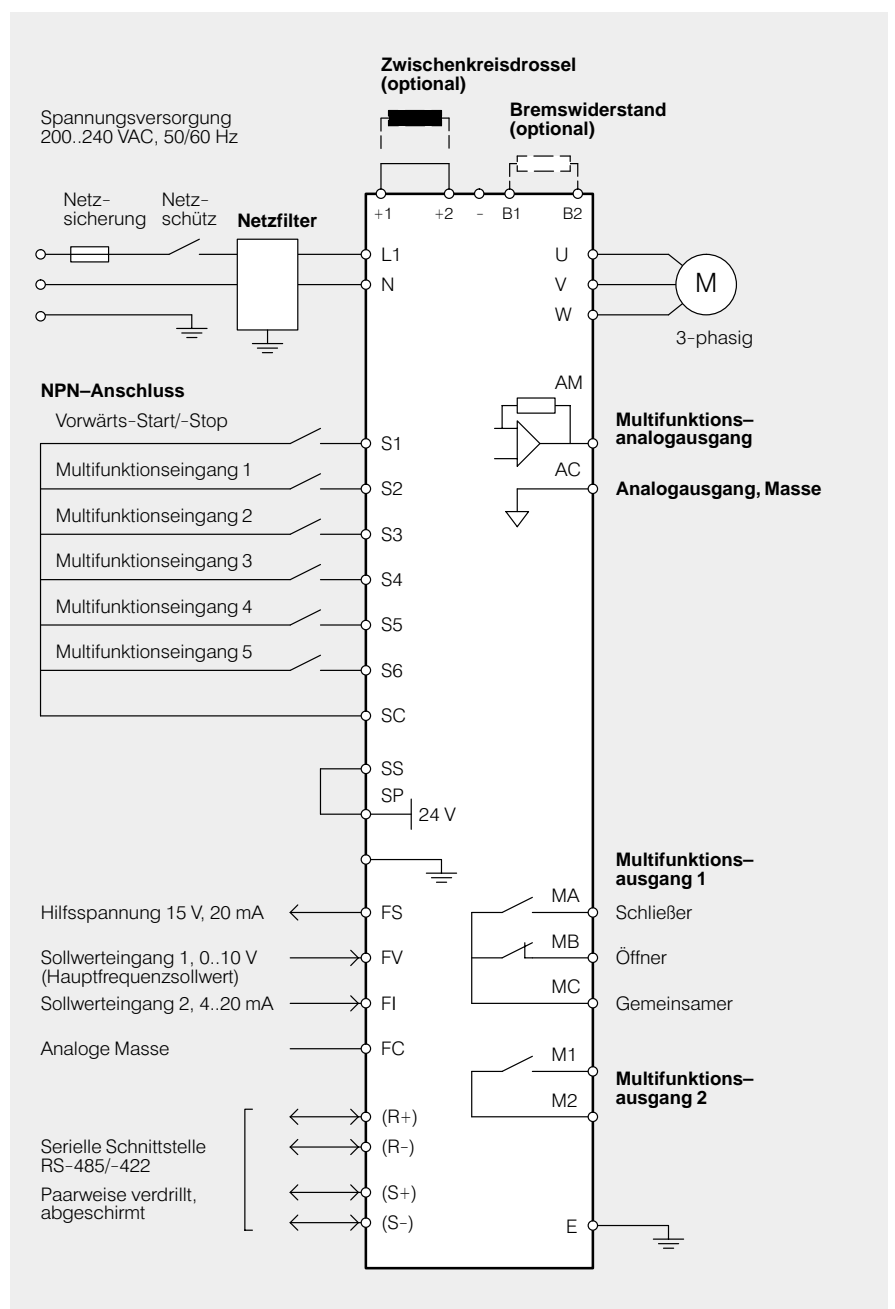 Zwischenkreisdrossel
(optional)
Spannungsversorgung
200..240 VAC, 50/60 Hz
Bremswiderstand
(optional)
Netz-
sicherung
Netz-
schütz
Netzfilter
+1
+2
-
B1
B2
L1
N
U
V
W
M
3-phasig
NPN–Anschluss
Vorwärts-Start/-Stop
S1
Multifunktionseingang 1
S2
Multifunktionseingang 2
S3
Multifunktionseingang 3
S4
Multifunktionseingang 4
S5
Multifunktionseingang 5
S6
SC
AM
Multifunktions–
analogausgang
AC
Analogausgang, Masse
SS
SP
24 V
Hilfsspannung 15 V, 20 mA
FS
Sollwerteingang 1, 0..10 V
(Hauptfrequenzsollwert)
FV
Sollwerteingang 2, 4..20 mA
FI
Analoge Masse
FC
Multifunktions–
ausgang 1
MA
Schließer
MB
Öffner
MC
Gemeinsamer
M1
M2
Multifunktions–
ausgang 2
Serielle Schnittstelle
RS-485/-422
Paarweise verdrillt,
abgeschirmt
(R+)
(R-)
(S+)
(S-)
E